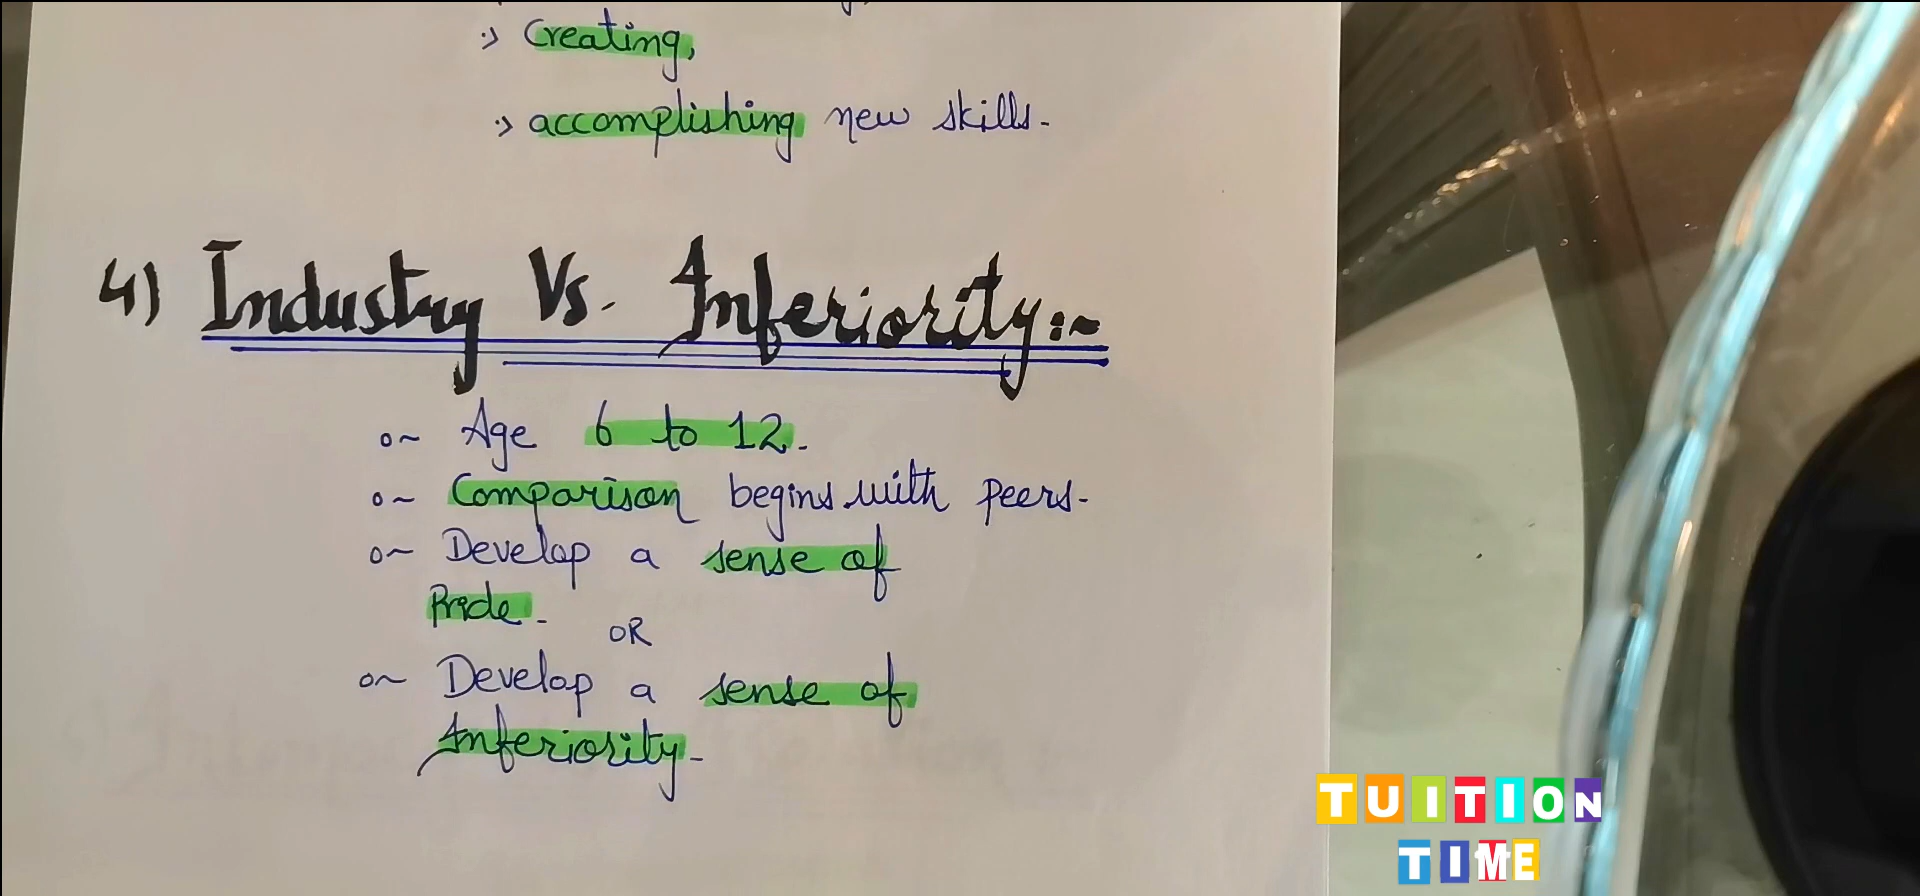 Creating,
accomplishing new skills.
4) Industry Vs. Inferiority:~
Age 6 to 12.
Comparison begins with peers.
Develop a sense of
Pride.
OR
Develop a sense of
Inferiority.
TUITION
TIME